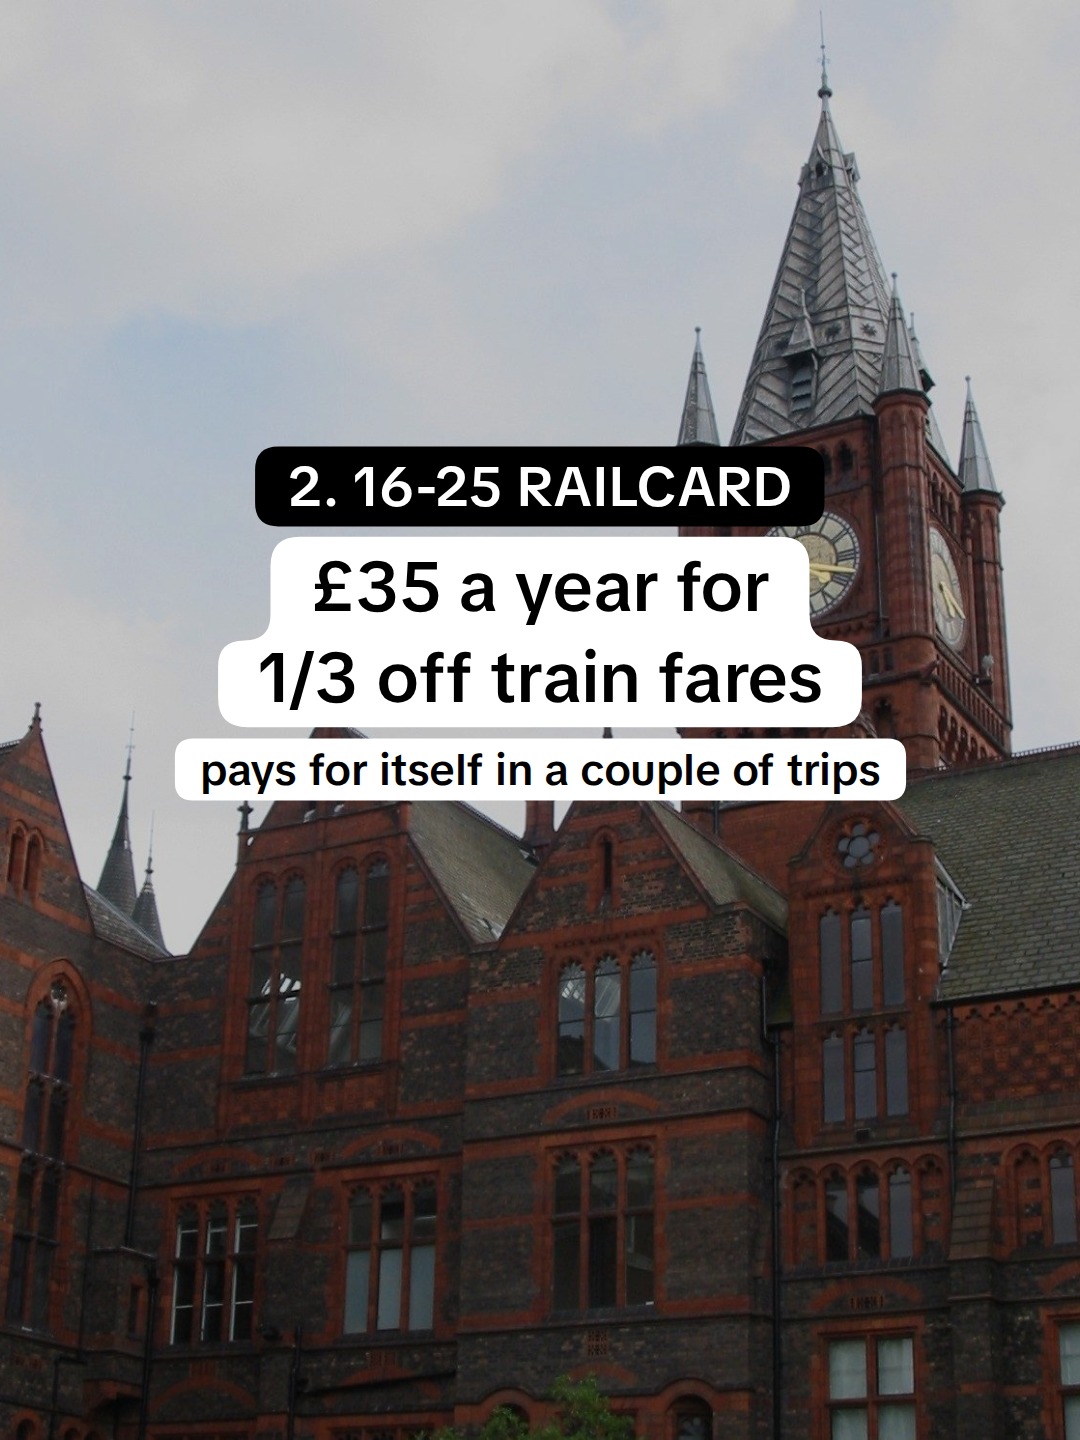 2. 16-25 RAILCARD
£35 a year for
1/3 off train fares
pays for itself in a couple of trips